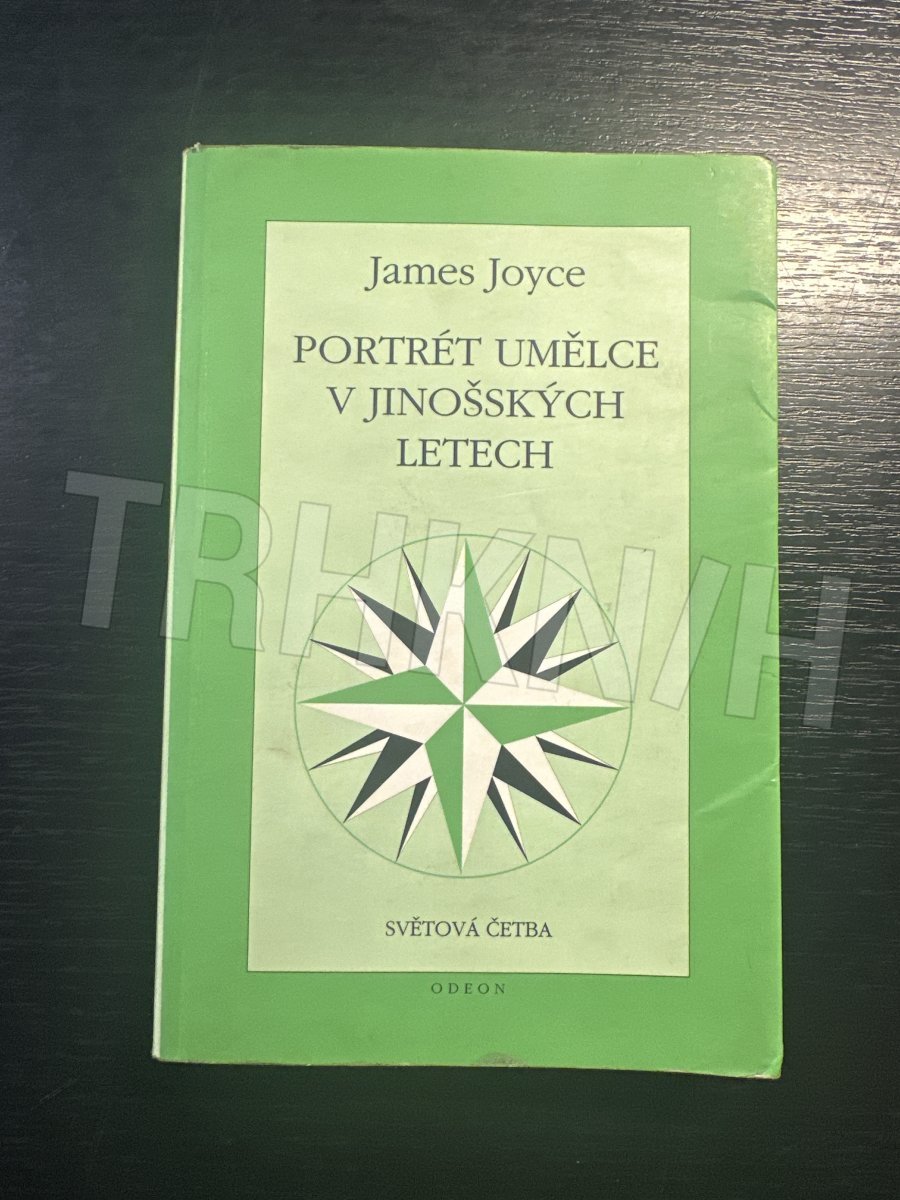 James Joyce
PORTRÉT UMĚLCE
V JINOŠSKÝCH
LETECH
TRHKNIH
SVĚTOVÁ ČETBA
ODEON